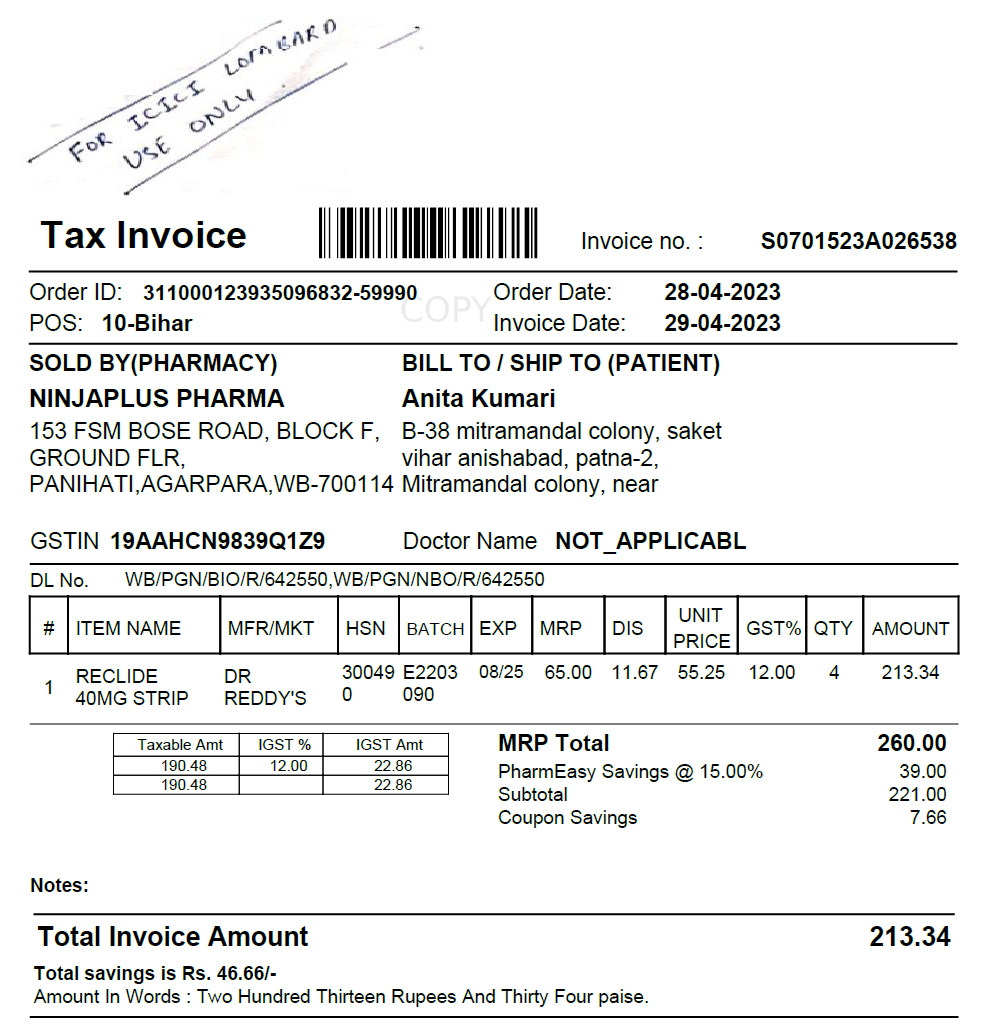 FOR ICICI LOMBARD
USE ONLY
Tax Invoice
Invoice no. : S0701523A026538
Order ID: 311000123935096832-59990
COPY
Order Date: 28-04-2023
POS: 10-Bihar
Invoice Date: 29-04-2023
SOLD BY(PHARMACY)
NINJAPLUS PHARMA
153 FSM BOSE ROAD, BLOCK F,
GROUND FLR,
PANIHATI,AGARPARA,WB-700114
BILL TO / SHIP TO (PATIENT)
Anita Kumari
B-38 mitramandal colony, saket
vihar anishabad, patna-2,
Mitramandal colony, near
GSTIN 19AAHCN9839Q1Z9
Doctor Name NOT_APPLICABL
DL No. WB/PGN/BIO/R/642550,WB/PGN/NBO/R/642550
# ITEM NAME MFR/MKT HSN BATCH EXP MRP DIS UNIT PRICE GST% QTY AMOUNT
1 RECLIDE DR 30049 E2203 08/25 65.00 11.67 55.25 12.00 4 213.34
40MG STRIP REDDY'S 0 090
Taxable Amt IGST % IGST Amt
190.48 12.00 22.86
190.48 22.86
MRP Total 260.00
PharmEasy Savings @ 15.00% 39.00
Subtotal 221.00
Coupon Savings 7.66
Notes:
Total Invoice Amount 213.34
Total savings is Rs. 46.66/-
Amount In Words : Two Hundred Thirteen Rupees And Thirty Four paise.